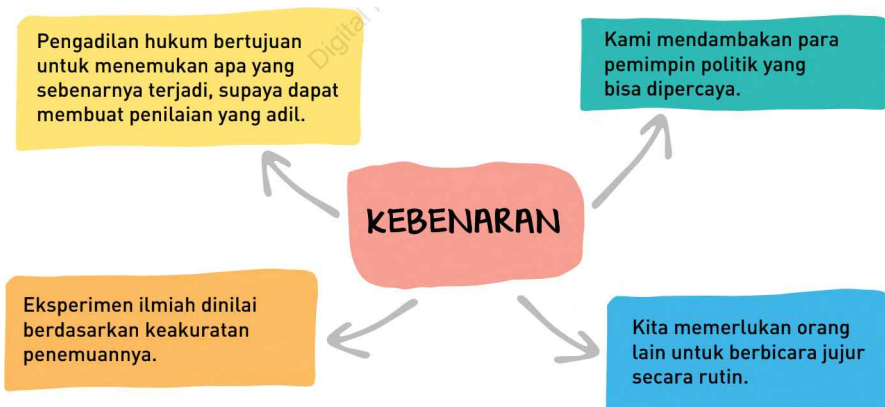 Digital
Pengadilan hukum bertujuan
untuk menemukan apa yang
sebenarnya terjadi, supaya dapat
membuat penilaian yang adil.
Kami mendambakan para
pemimpin politik yang
bisa dipercaya.
KEBENARAN
Eksperimen ilmiah dinilai
berdasarkan keakuratan
penemuannya.
Kita memerlukan orang
lain untuk berbicara jujur
secara rutin.